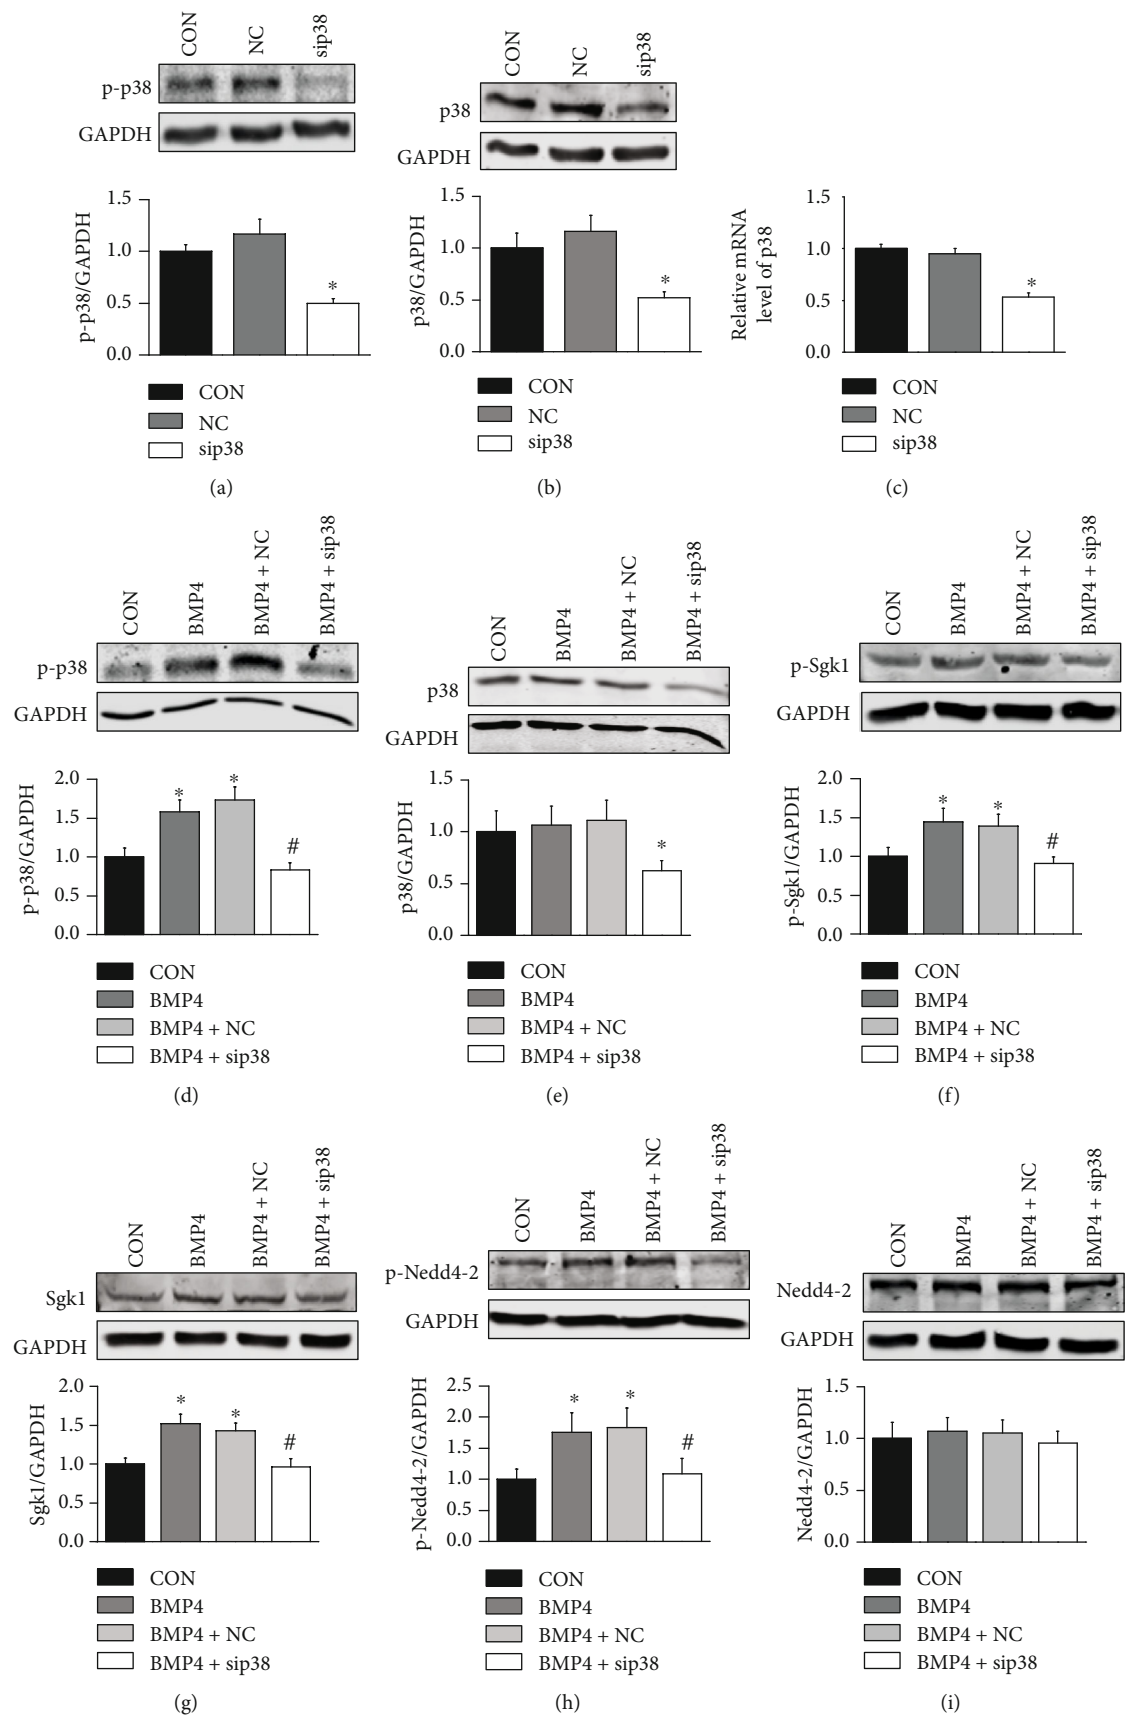 CON
NC
sip38
p-p38
GAPDH
p-p38/GAPDH
1.5
1.0
0.5
0.0
*
CON
NC
sip38
(a)
CON
NC
sip38
p38
GAPDH
p38/GAPDH
1.5
1.0
0.5
0.0
*
CON
NC
sip38
(b)
Relative mRNA
level of p38
1.5
1.0
0.5
0.0
*
CON
NC
sip38
(c)
CON
BMP4
BMP4 + NC
BMP4 + sip38
p-p38
GAPDH
p-p38/GAPDH
2.0
1.5
1.0
0.5
0.0
*
*
#
CON
BMP4
BMP4 + NC
BMP4 + sip38
(d)
CON
BMP4
BMP4 + NC
BMP4 + sip38
p38
GAPDH
p38/GAPDH
1.5
1.0
0.5
0.0
*
CON
BMP4
BMP4 + NC
BMP4 + sip38
(e)
CON
BMP4
BMP4 + NC
BMP4 + sip38
p-Sgk1
GAPDH
p-Sgk1/GAPDH
2.0
1.5
1.0
0.5
0.0
*
*
#
CON
BMP4
BMP4 + NC
BMP4 + sip38
(f)
CON
BMP4
BMP4 + NC
BMP4 + sip38
Sgk1
GAPDH
Sgk1/GAPDH
2.0
1.5
1.0
0.5
0.0
*
*
#
CON
BMP4
BMP4 + NC
BMP4 + sip38
(g)
CON
BMP4
BMP4 + NC
BMP4 + sip38
p-Nedd4-2
GAPDH
p-Nedd4-2/GAPDH
2.5
2.0
1.5
1.0
0.5
0.0
*
*
#
CON
BMP4
BMP4 + NC
BMP4 + sip38
(h)
CON
BMP4
BMP4 + NC
BMP4 + sip38
Nedd4-2
GAPDH
Nedd4-2/GAPDH
1.5
1.0
0.5
0.0
CON
BMP4
BMP4 + NC
BMP4 + sip38
(i)